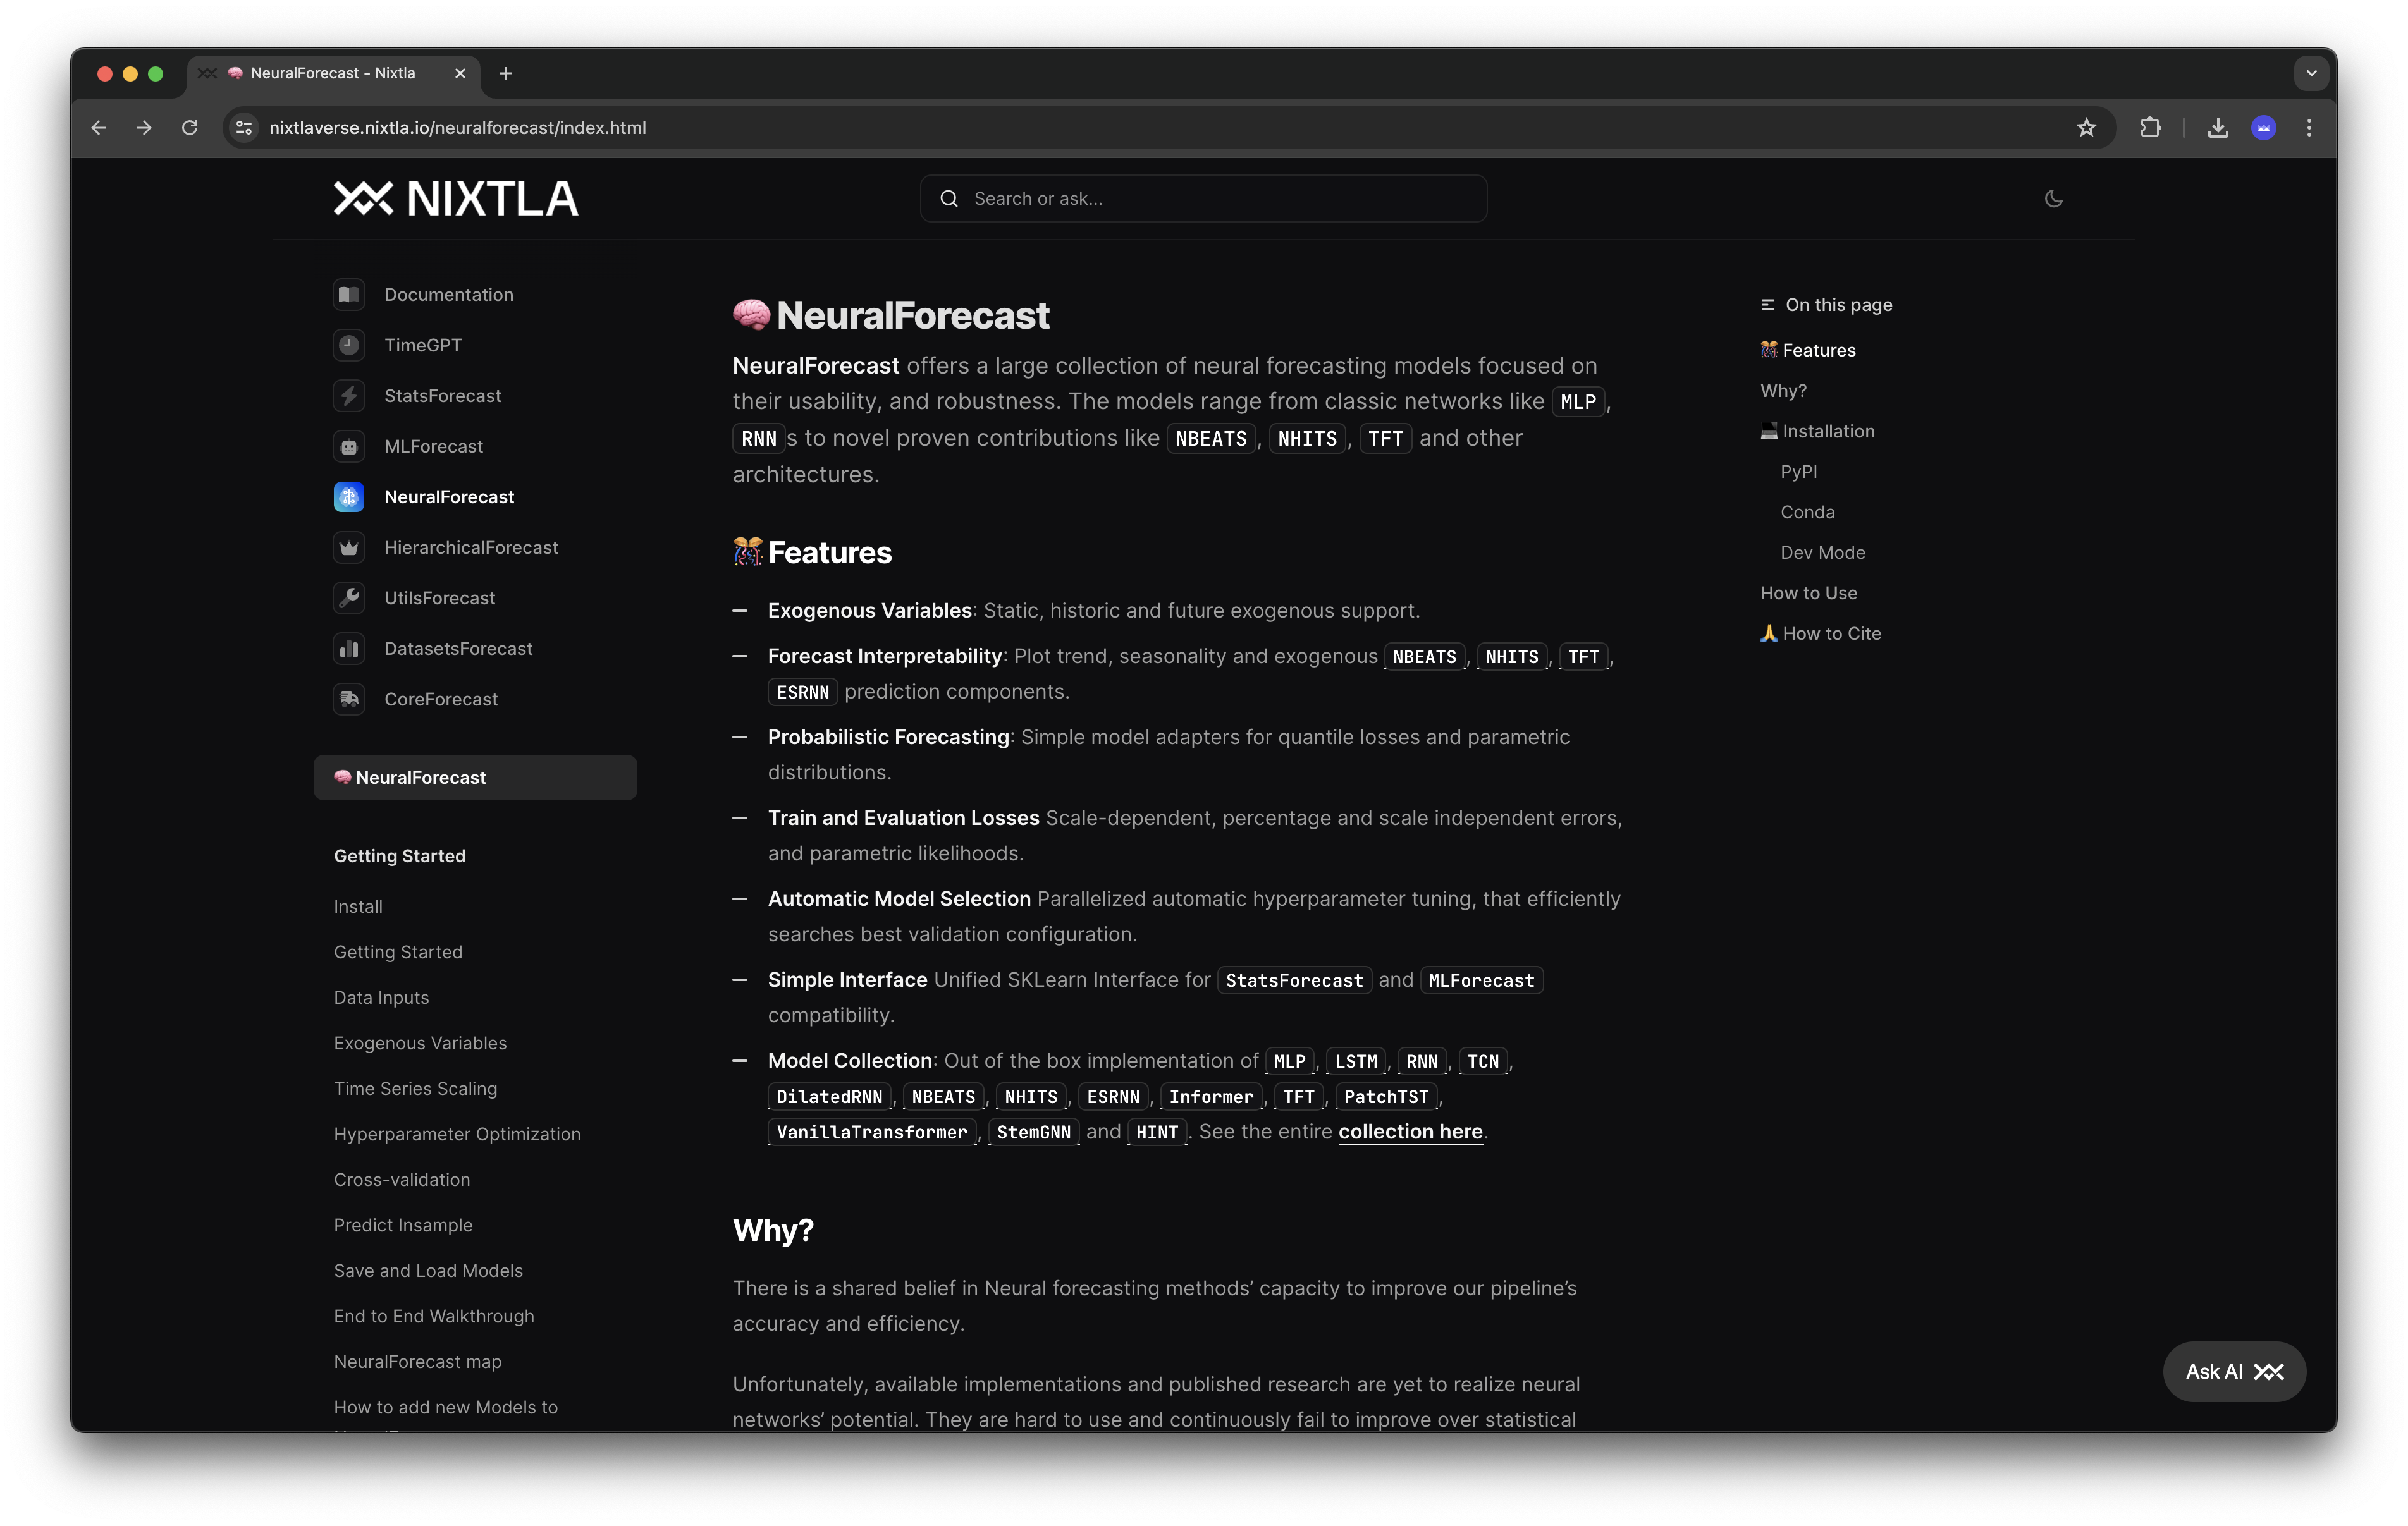 NeuralForecast - Nixtla
nixtlaverse.nixtla.io/neuralforecast/index.html
NIXTLA
Search or ask...
Documentation
TimeGPT
StatsForecast
MLForecast
NeuralForecast
HierarchicalForecast
UtilsForecast
DatasetsForecast
CoreForecast
🧠 NeuralForecast
Getting Started
Install
Getting Started
Data Inputs
Exogenous Variables
Time Series Scaling
Hyperparameter Optimization
Cross-validation
Predict Insample
Save and Load Models
End to End Walkthrough
NeuralForecast map
How to add new Models to
🧠 NeuralForecast
NeuralForecast offers a large collection of neural forecasting models focused on
their usability, and robustness. The models range from classic networks like MLP,
RNNs to novel proven contributions like NBEATS, NHITS, TFT and other
architectures.
🎊 Features
Exogenous Variables: Static, historic and future exogenous support.
Forecast Interpretability: Plot trend, seasonality and exogenous NBEATS, NHITS, TFT,
ESRNN prediction components.
Probabilistic Forecasting: Simple model adapters for quantile losses and parametric
distributions.
Train and Evaluation Losses Scale-dependent, percentage and scale independent errors,
and parametric likelihoods.
Automatic Model Selection Parallelized automatic hyperparameter tuning, that efficiently
searches best validation configuration.
Simple Interface Unified SKLearn Interface for StatsForecast and MLForecast
compatibility.
Model Collection: Out of the box implementation of MLP, LSTM, RNN, TCN,
DilatedRNN, NBEATS, NHITS, ESRNN, Informer, TFT, PatchTST,
VanillaTransformer, StemGNN and HINT. See the entire collection here.
Why?
There is a shared belief in Neural forecasting methods’ capacity to improve our pipeline’s
accuracy and efficiency.
Unfortunately, available implementations and published research are yet to realize neural
networks’ potential. They are hard to use and continuously fail to improve over statistical
On this page
🎊 Features
Why?
💻 Installation
PyPI
Conda
Dev Mode
How to Use
🙏 How to Cite
Ask AI